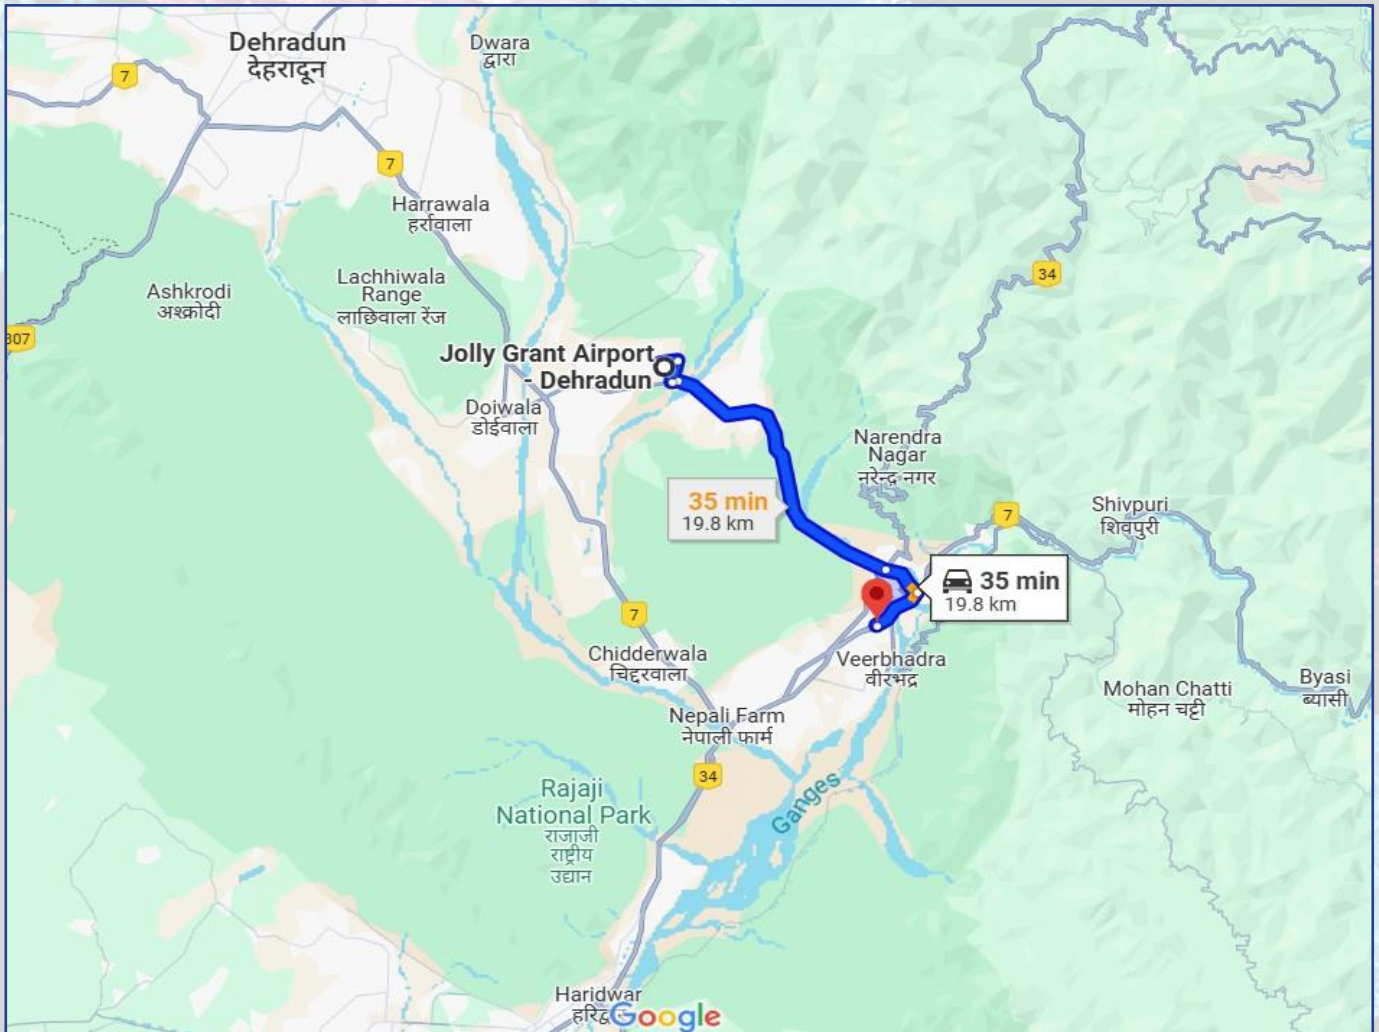 Dehradun
देहरादून
Dwara
द्वारा
7
7
Harrawala
हर्रावाला
Lachhiwala
Range
लाछिवाला रेंज
Ashkrodi
अश्क्रोदी
34
307
Jolly Grant Airport
- Dehradun
Doiwala
डोईवाला
Narendra
Nagar
नरेन्द्र नगर
35 min
19.8 km
7
Shivpuri
शिवपुरी
35 min
19.8 km
7
Chidderwala
चिद्दरवाला
Veerbhadra
वीरभद्र
Mohan Chatti
मोहन चट्टी
Byasi
ब्यासी
Nepali Farm
नेपाली फार्म
34
Rajaji
National Park
राजाजी
राष्ट्रीय
उद्यान
Ganges
Haridwar
Google